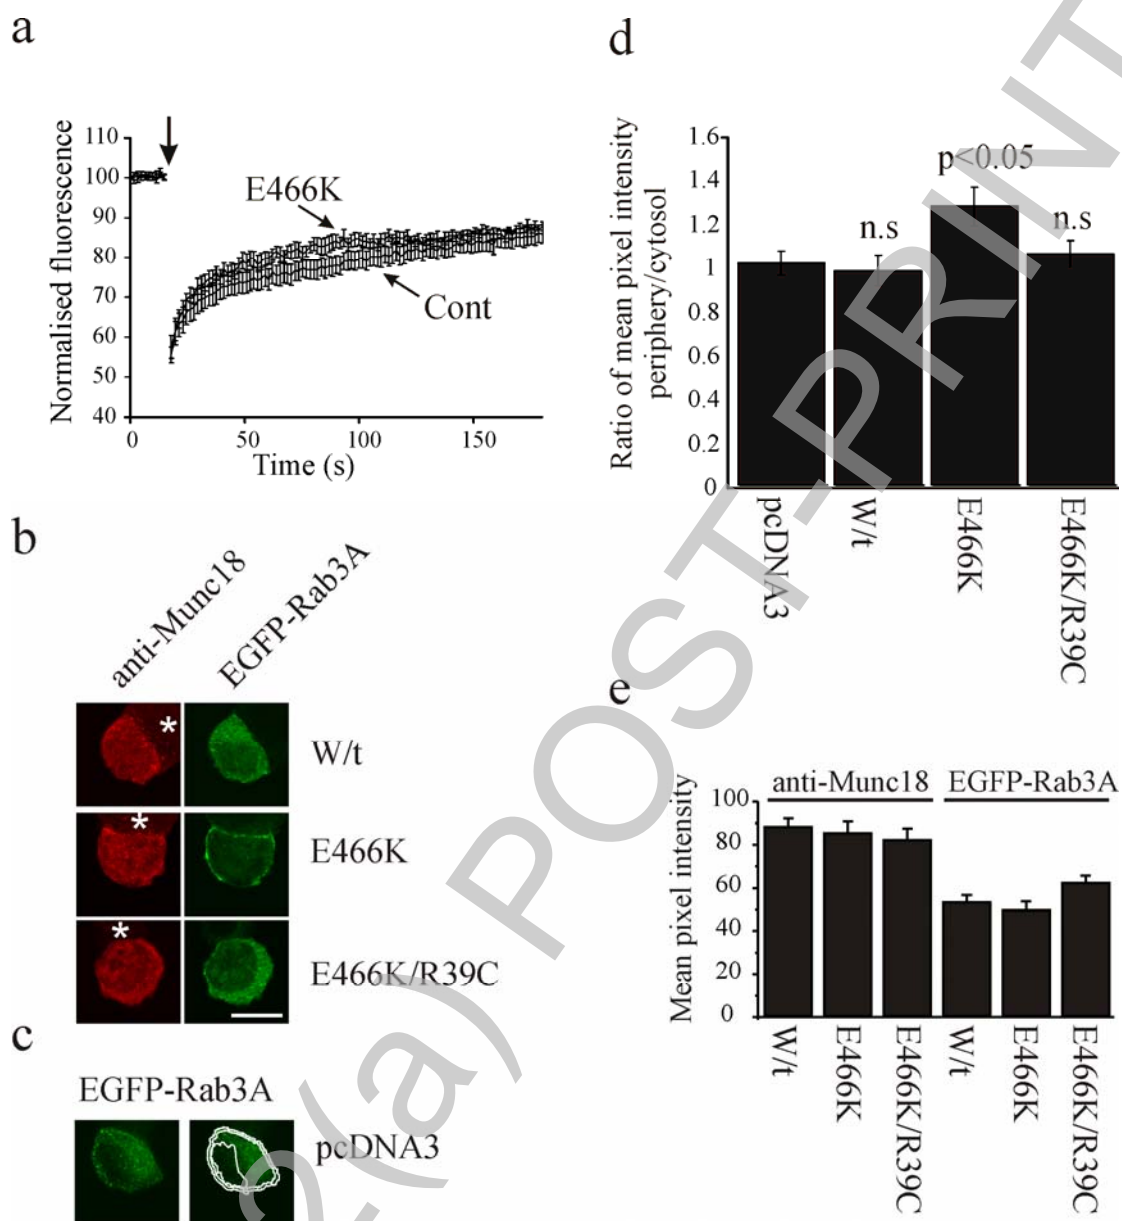 a
Normalised fluorescence
110
100
90
80
70
60
50
40
E466K
Cont
0
50
100
150
Time (s)
b
anti-Munc18
EGFP-Rab3A
*
W/t
*
E466K
*
E466K/R39C
c
EGFP-Rab3A
pcDNA3
d
Ratio of mean pixel intensity
periphery/cytosol
1.6
1.4
1.2
1
0.8
0.6
0.4
0.2
0
n.s
p<0.05
n.s
pcDNA3
W/t
E466K
E466K/R39C
e
Mean pixel intensity
anti-Munc18
EGFP-Rab3A
100
80
60
40
20
0
W/t
E466K
E466K/R39C
W/t
E466K
E466K/R39C
2(a) POST-PRINT